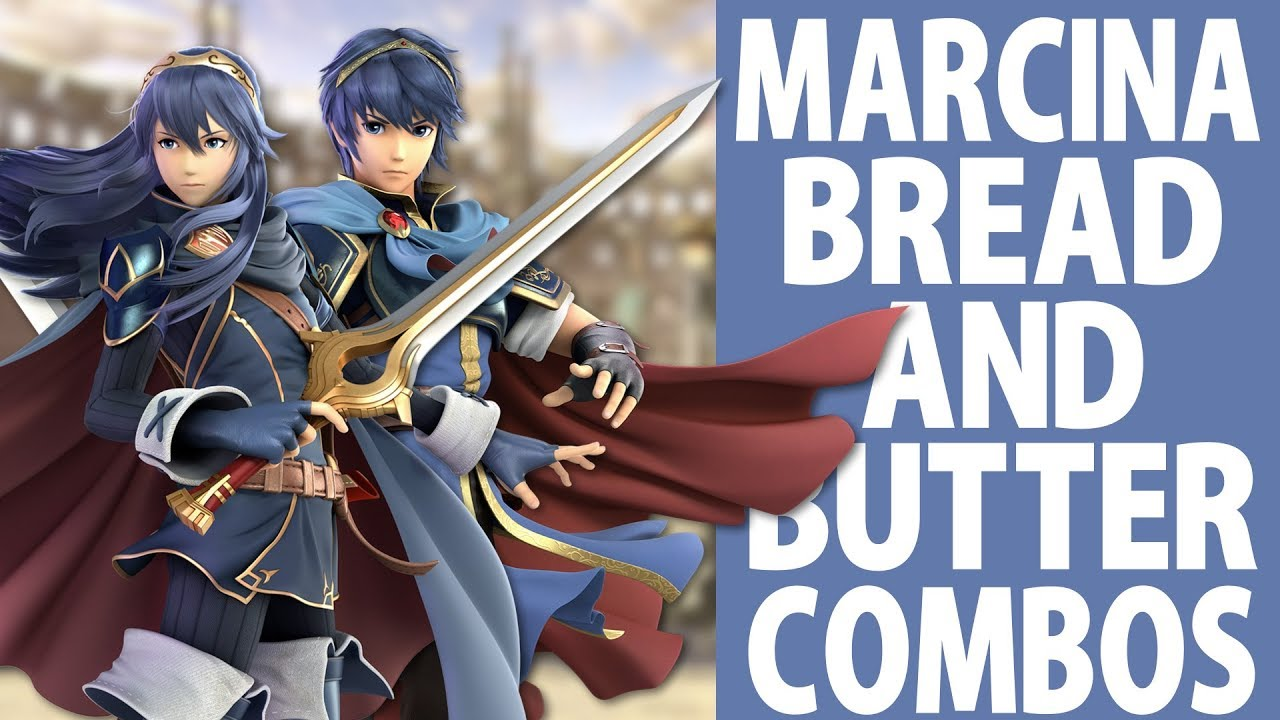 MARCINA
BREAD
AND
BUTTER
COMBOS